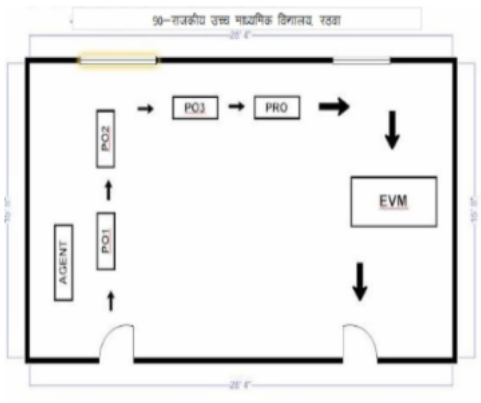 90-राजकीय उच्च माध्यमिक विद्यालय, रठवा
PO3
PRO
PO2
EVM
AGENT
PO1